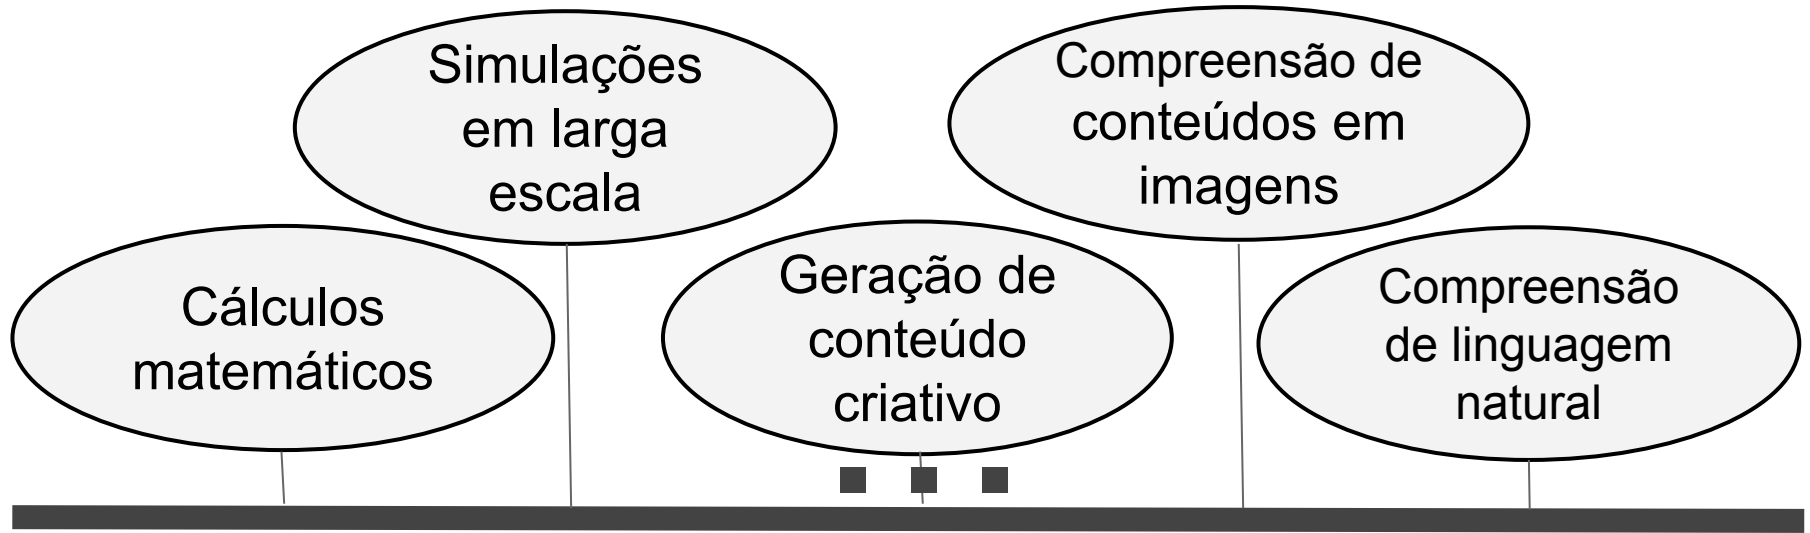 Simulações
em larga
escala
Compreensão de
conteúdos em
imagens
Cálculos
matemáticos
Geração de
conteúdo
criativo
Compreensão
de linguagem
natural